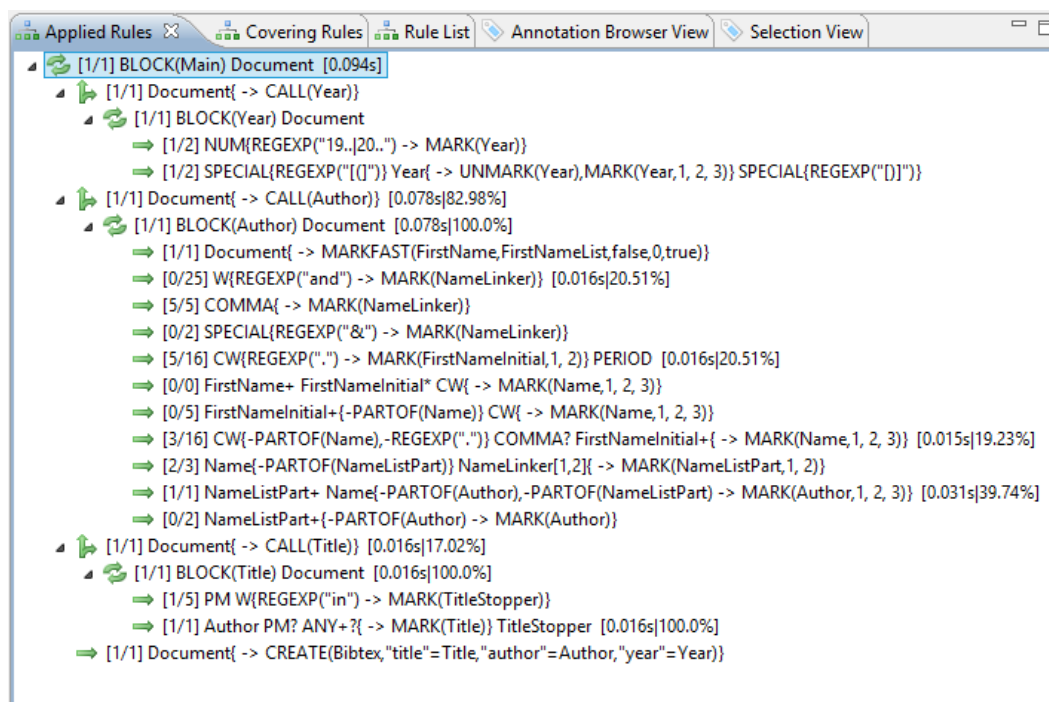 Applied Rules Covering Rules Rule List Annotation Browser View Selection View
[1/1] BLOCK(Main) Document [0.094s]
[1/1] Document{ -> CALL(Year)}
[1/1] BLOCK(Year) Document
[1/2] NUM{REGEXP("19..|20..") -> MARK(Year)}
[1/2] SPECIAL{REGEXP("[(]")} Year{ -> UNMARK(Year),MARK(Year,1, 2, 3)} SPECIAL{REGEXP("[)]")}
[1/1] Document{ -> CALL(Author)} [0.078s|82.98%]
[1/1] BLOCK(Author) Document [0.078s|100.0%]
[1/1] Document{ -> MARKFAST(FirstName,FirstNameList,false,0,true)}
[0/25] W{REGEXP("and") -> MARK(NameLinker)} [0.016s|20.51%]
[5/5] COMMA{ -> MARK(NameLinker)}
[0/2] SPECIAL{REGEXP("&") -> MARK(NameLinker)}
[5/16] CW{REGEXP(".") -> MARK(FirstNameInitial,1, 2)} PERIOD [0.016s|20.51%]
[0/0] FirstName+ FirstNameInitial* CW{ -> MARK(Name,1, 2, 3)}
[0/5] FirstNameInitial+{-PARTOF(Name)} CW{ -> MARK(Name,1, 2, 3)}
[3/16] CW{-PARTOF(Name),-REGEXP(".")} COMMA? FirstNameInitial+{ -> MARK(Name,1, 2, 3)} [0.015s|19.23%]
[2/3] Name{-PARTOF(NameListPart)} NameLinker[1,2]{ -> MARK(NameListPart,1, 2)}
[1/1] NameListPart+ Name{-PARTOF(Author),-PARTOF(NameListPart) -> MARK(Author,1, 2, 3)} [0.031s|39.74%]
[0/2] NameListPart+{-PARTOF(Author) -> MARK(Author)}
[1/1] Document{ -> CALL(Title)} [0.016s|17.02%]
[1/1] BLOCK(Title) Document [0.016s|100.0%]
[1/5] PM W{REGEXP("in") -> MARK(TitleStopper)}
[1/1] Author PM? ANY+?{ -> MARK(Title)} TitleStopper [0.016s|100.0%]
[1/1] Document{ -> CREATE(Bibtex,"title"=Title,"author"=Author,"year"=Year)}